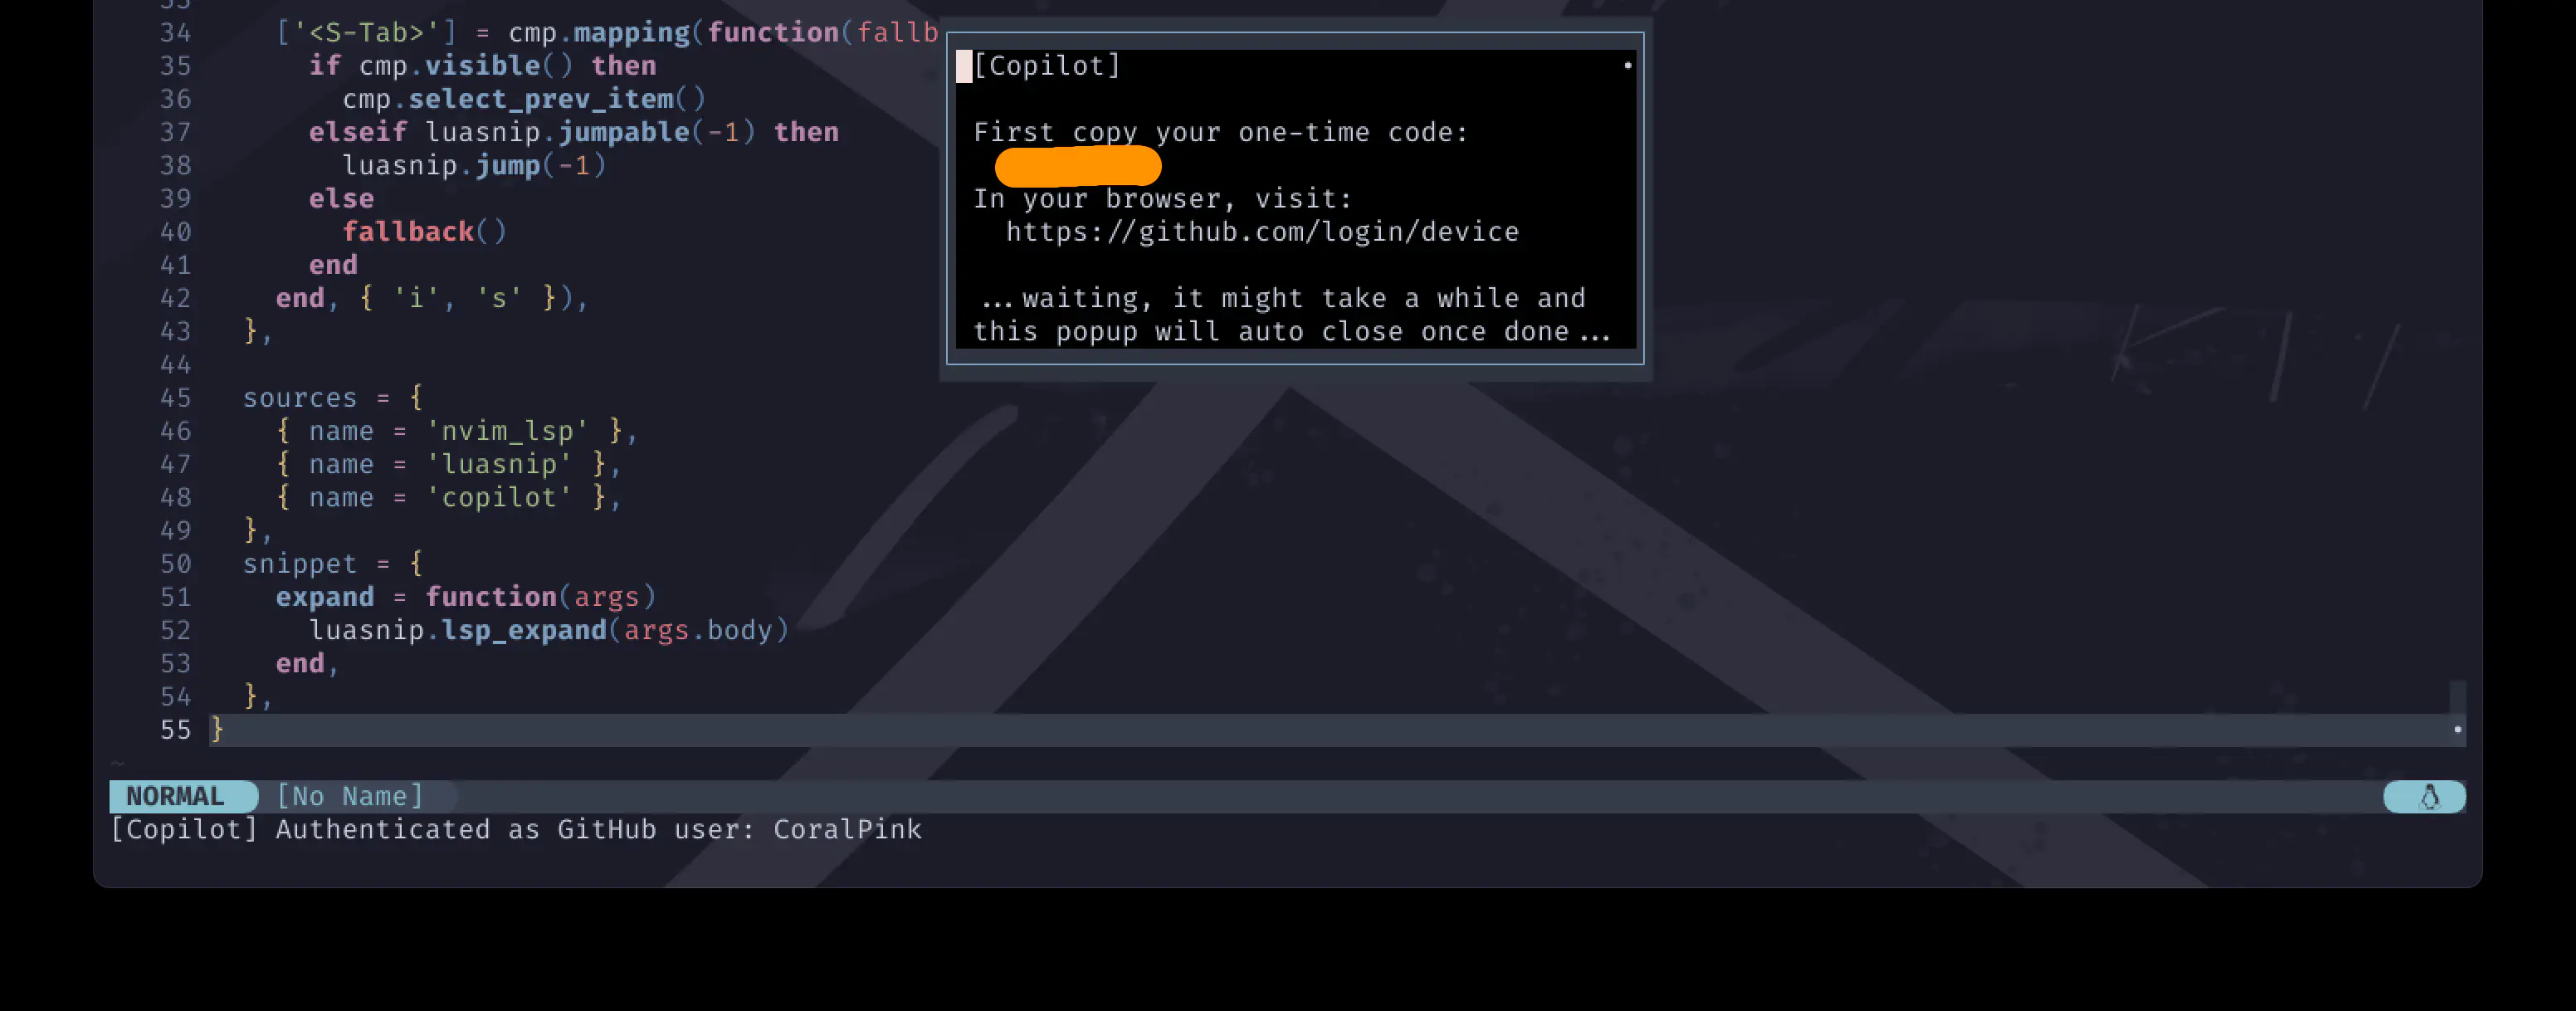 33
34 ['<S-Tab>'] = cmp.mapping(function(fallb
35 if cmp.visible() then
36 cmp.select_prev_item()
37 elseif luasnip.jumpable(-1) then
38 luasnip.jump(-1)
39 else
40 fallback()
41 end
42 end, { 'i', 's' }),
43 },
44
45 sources = {
46 { name = 'nvim_lsp' },
47 { name = 'luasnip' },
48 { name = 'copilot' },
49 },
50 snippet = {
51 expand = function(args)
52 luasnip.lsp_expand(args.body)
53 end,
54 },
55 }
~
[Copilot]
First copy your one-time code:
In your browser, visit:
https://github.com/login/device
...waiting, it might take a while and
this popup will auto close once done...
NORMAL [No Name]
[Copilot] Authenticated as GitHub user: CoralPink